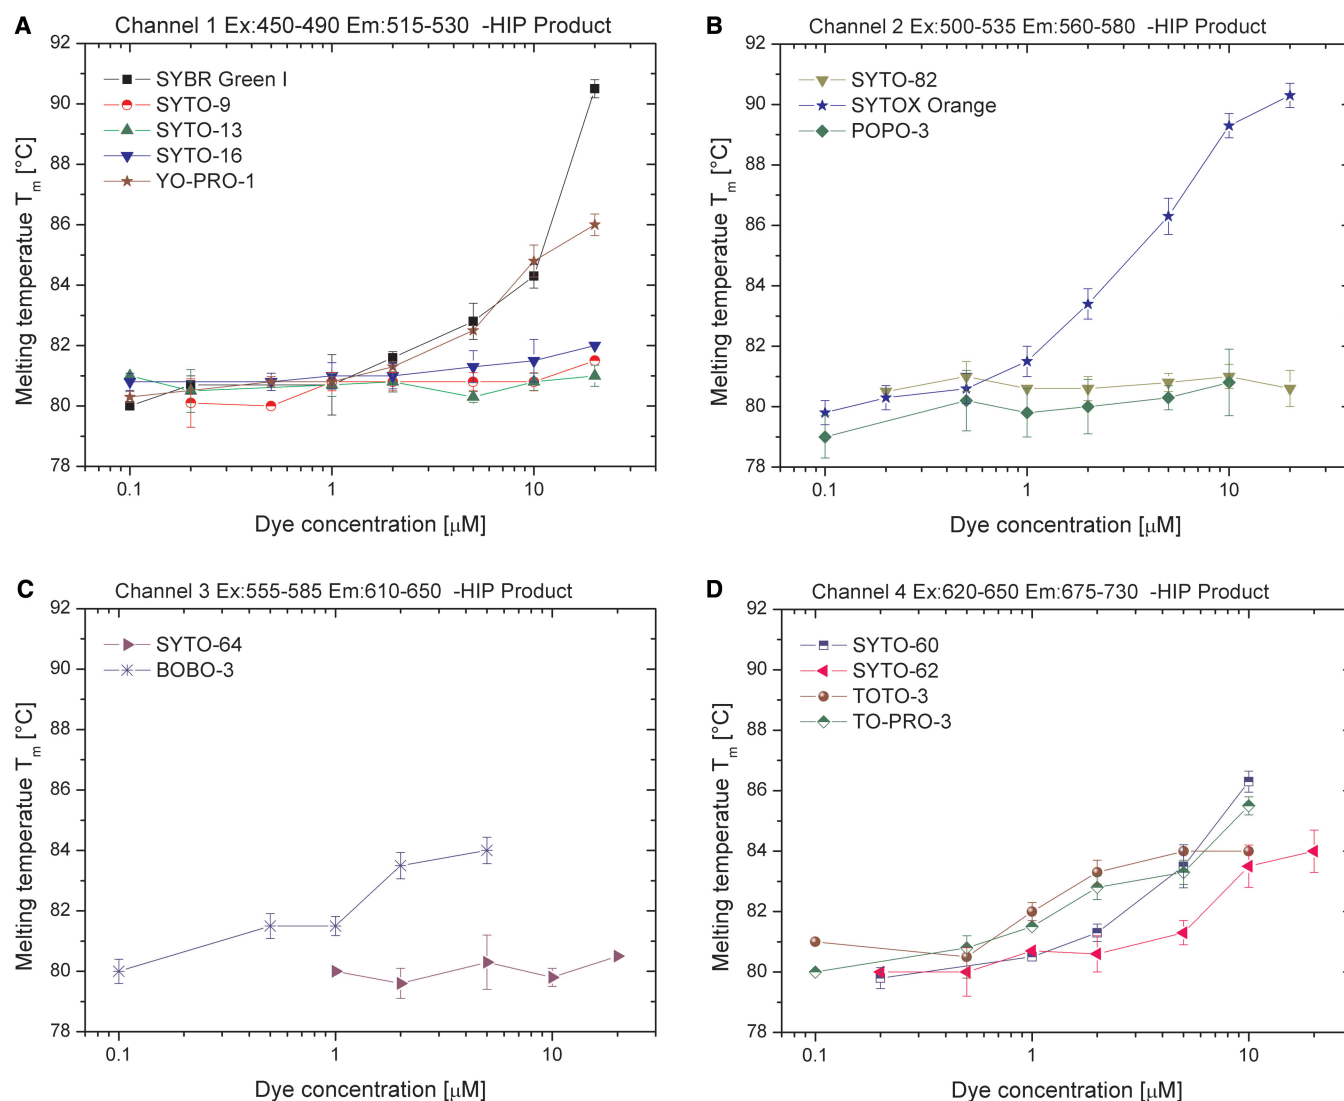 A
Channel 1 Ex:450-490 Em:515-530 -HIP Product
92
90
88
86
84
82
80
78
Melting temperatue Tm [°C]
SYBR Green I
SYTO-9
SYTO-13
SYTO-16
YO-PRO-1
0.1
1
10
Dye concentration [μM]
B
Channel 2 Ex:500-535 Em:560-580 -HIP Product
92
90
88
86
84
82
80
78
Melting temperatue Tm [°C]
SYTO-82
SYTOX Orange
POPO-3
0.1
1
10
Dye concentration [μM]
C
Channel 3 Ex:555-585 Em:610-650 -HIP Product
92
90
88
86
84
82
80
78
Melting temperatue Tm [°C]
SYTO-64
BOBO-3
0.1
1
10
Dye concentration [μM]
D
Channel 4 Ex:620-650 Em:675-730 -HIP Product
92
90
88
86
84
82
80
78
Melting temperatue Tm [°C]
SYTO-60
SYTO-62
TOTO-3
TO-PRO-3
0.1
1
10
Dye concentration [μM]